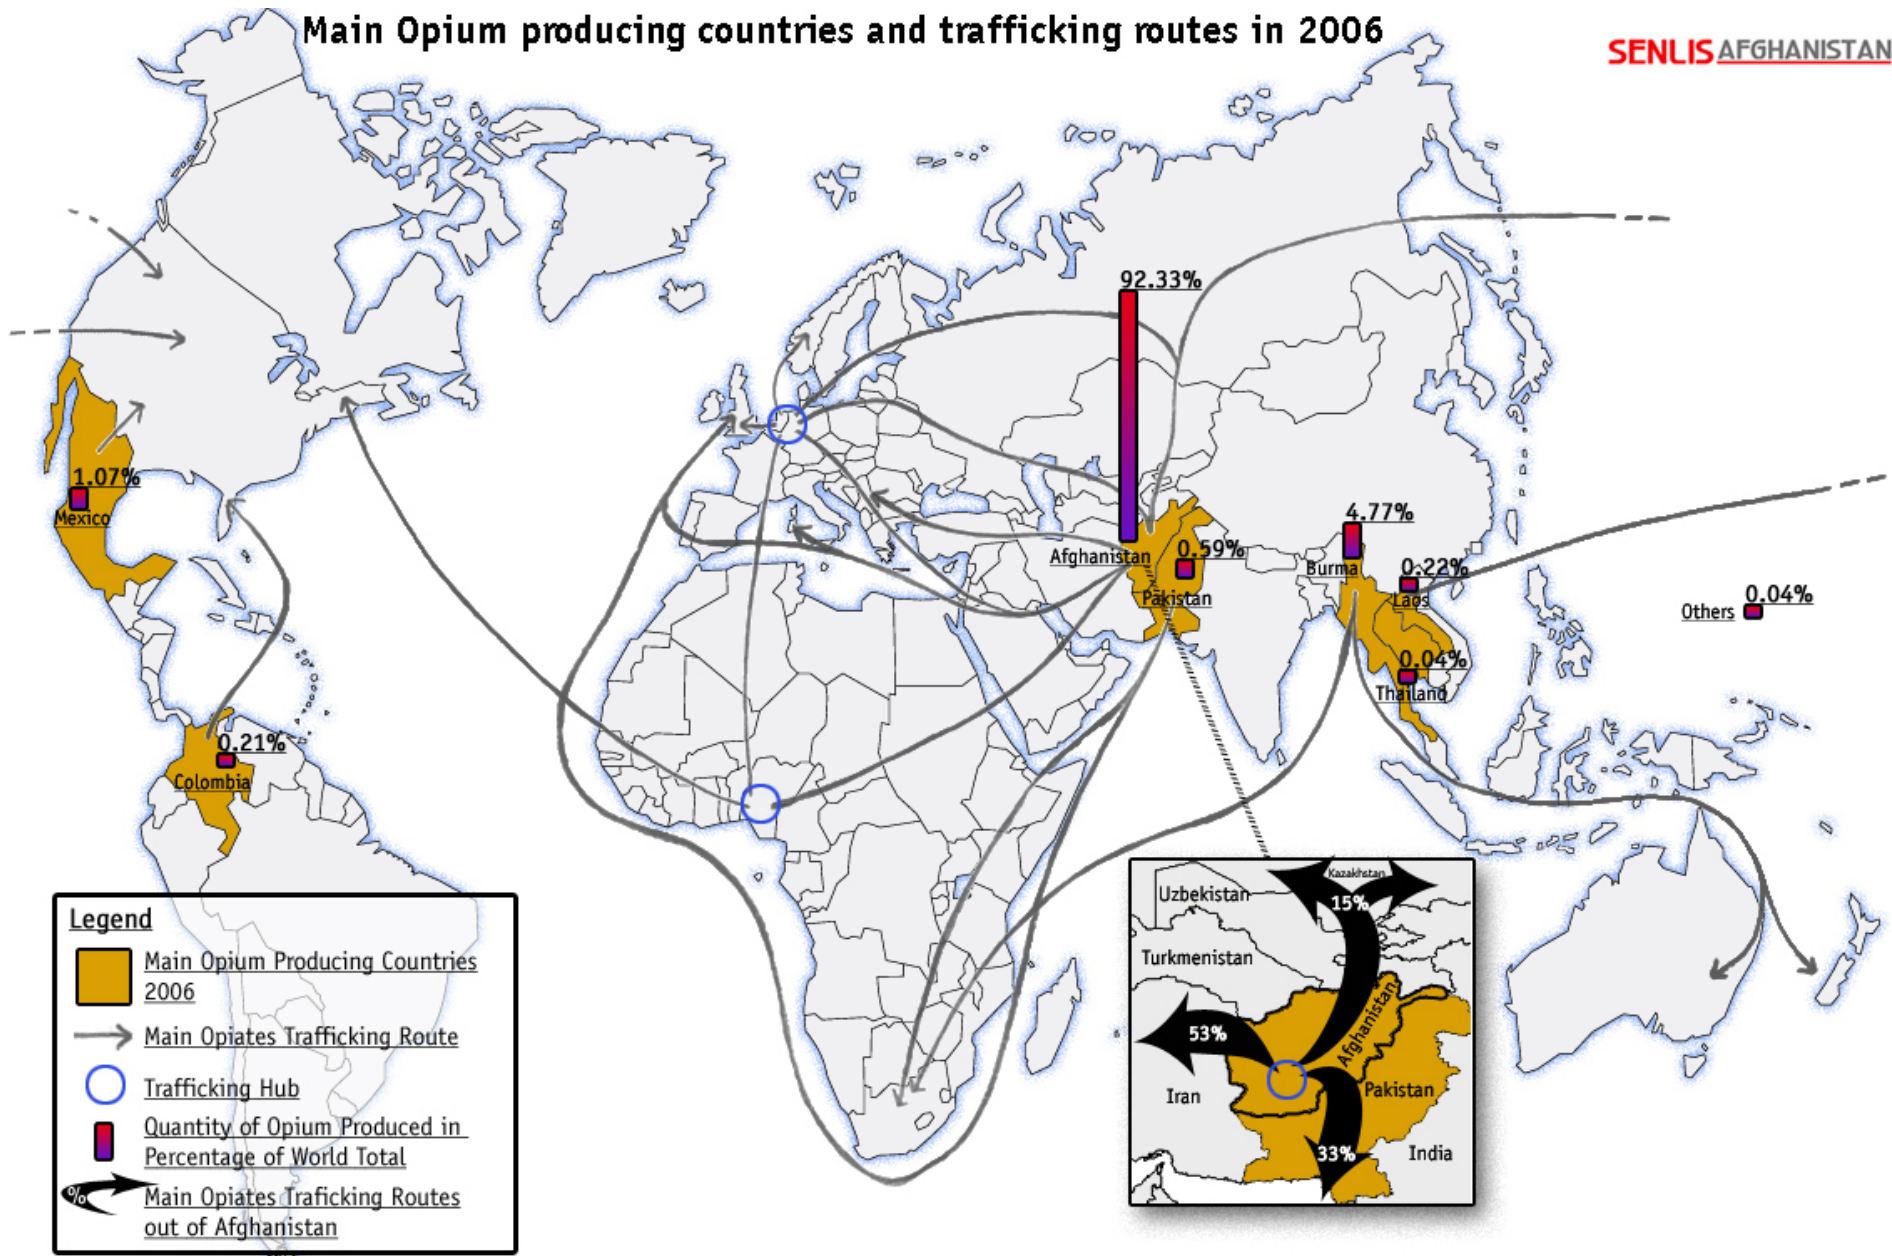 Main Opium producing countries and trafficking routes in 2006
SENLIS AFGHANISTAN
92.33%
1.07%
Mexico
4.77%
Afghanistan
0.59%
Burma
0.22%
Laos
Pakistan
Others
0.04%
0.04%
Thailand
0.21%
Colombia
Legend
Main Opium Producing Countries
2006
Main Opiates Trafficking Route
Trafficking Hub
Quantity of Opium Produced in
Percentage of World Total
%
Main Opiates Traficking Routes
out of Afghanistan
Kazakhstan
Uzbekistan
15%
Turkmenistan
Afghanistan
53%
Iran
Pakistan
33%
India